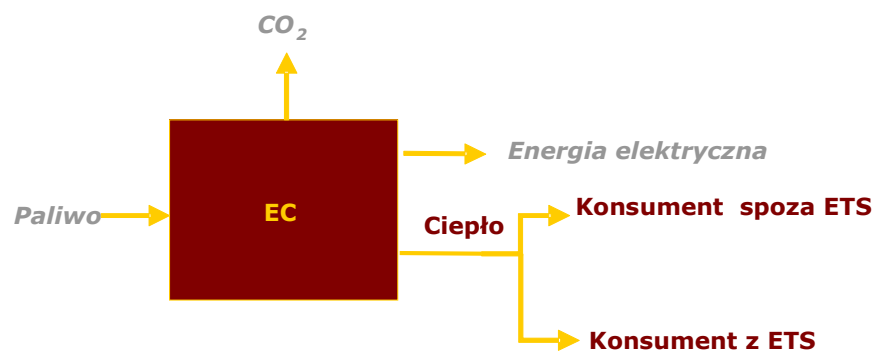 CO₂
Energia elektryczna
Paliwo
EC
Ciepło
Konsument spoza ETS
Konsument z ETS